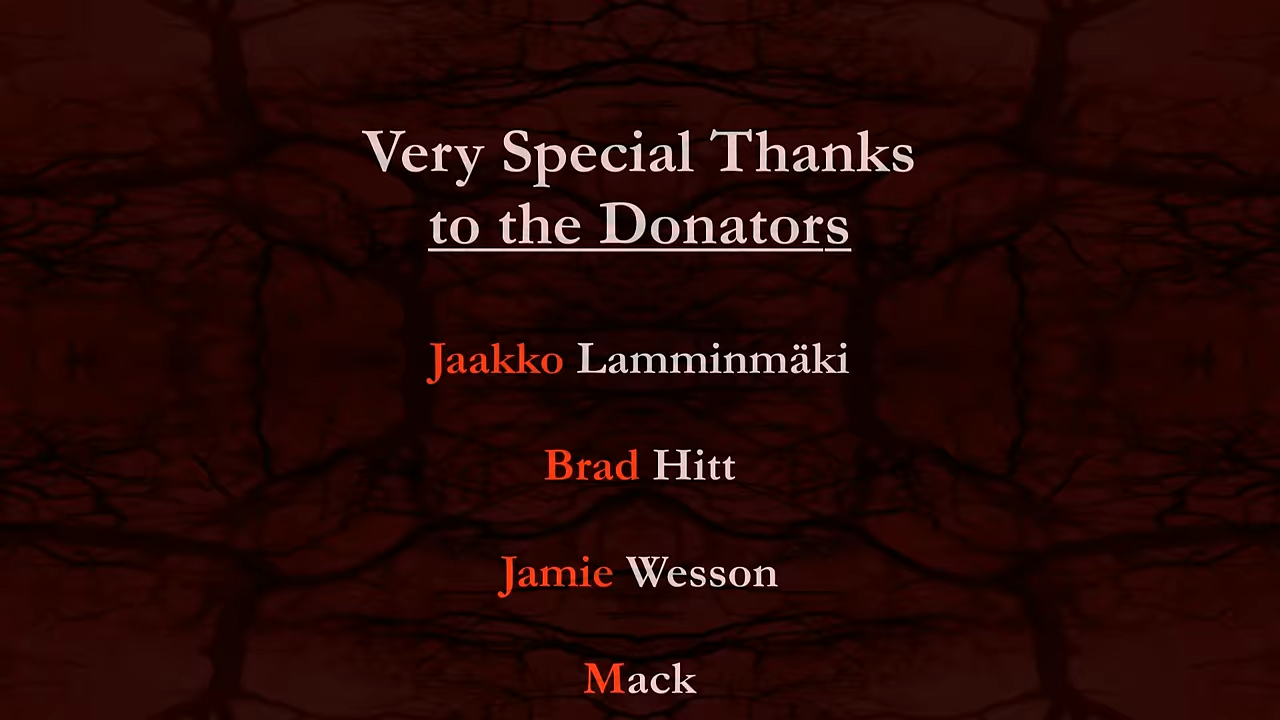 Very Special Thanks
to the Donators
Jaakko Lamminmäki
Brad Hitt
Jamie Wesson
Mack